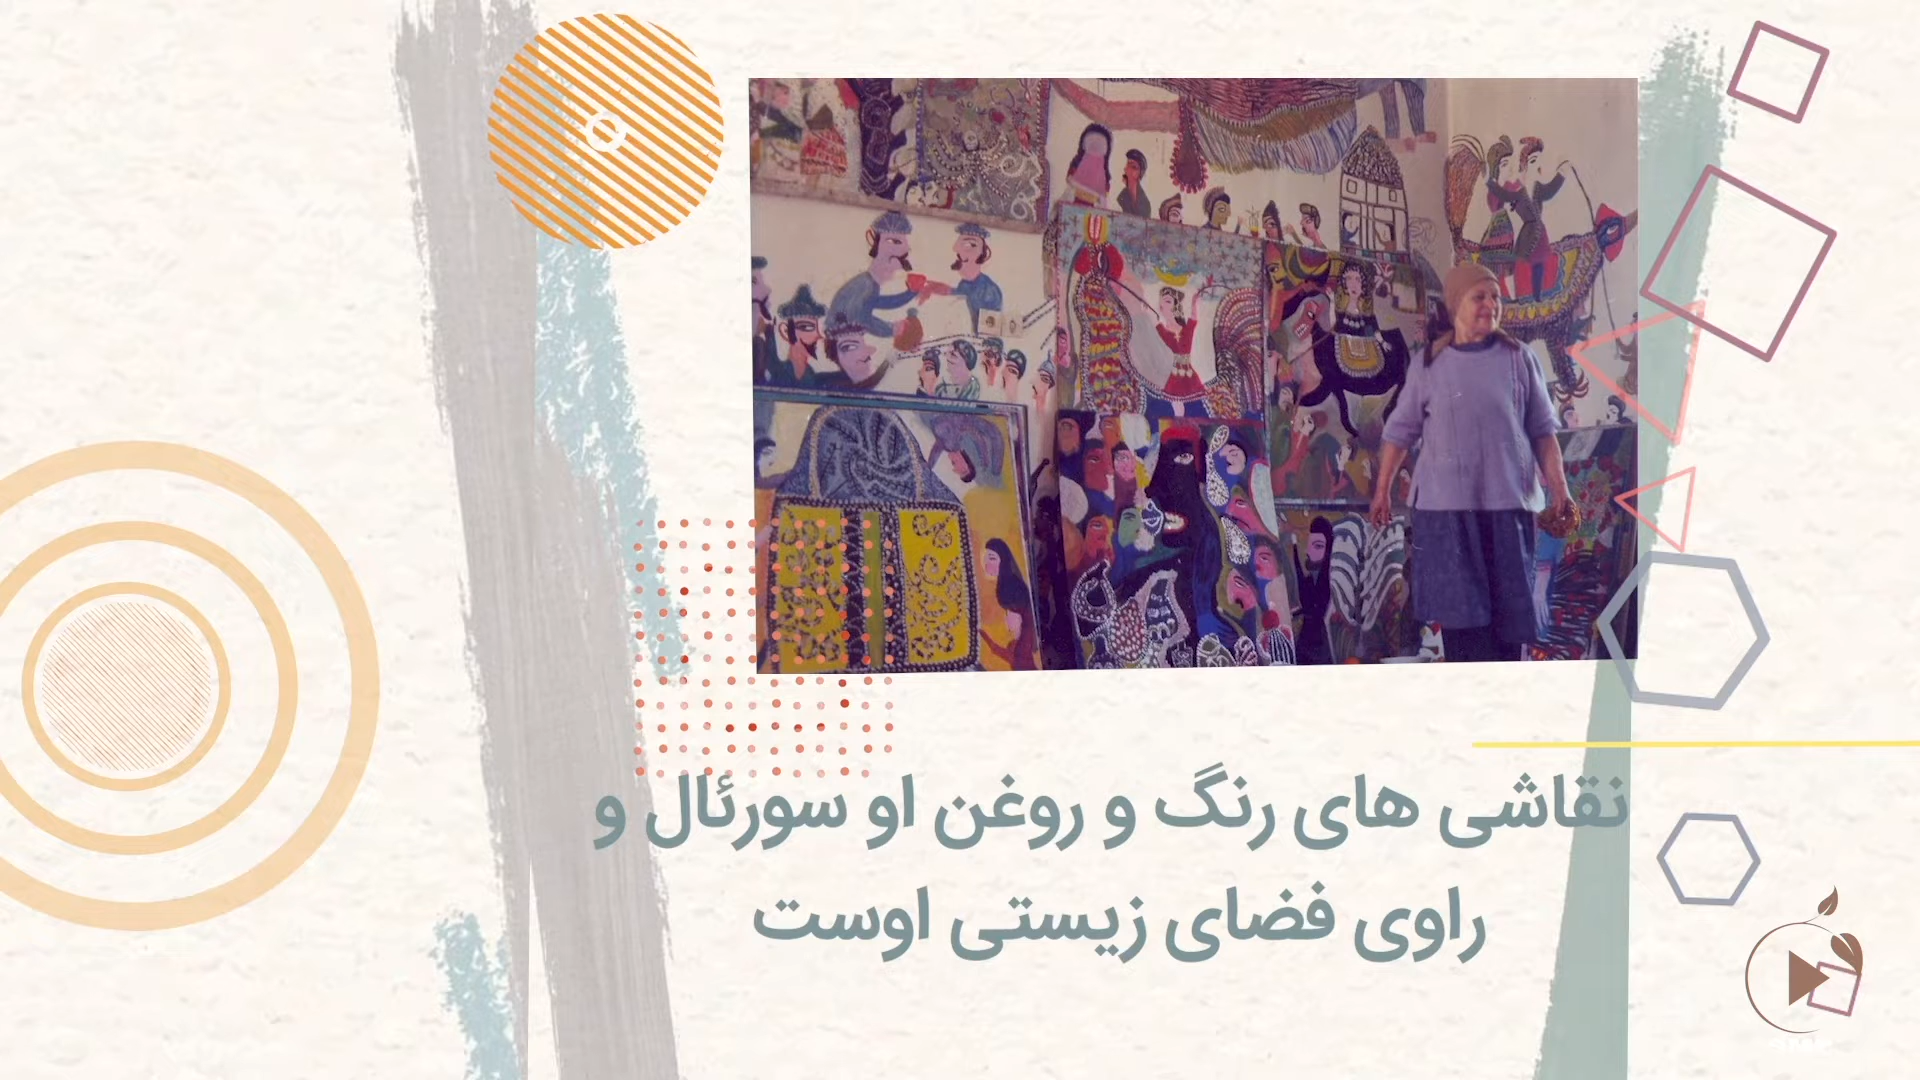 نقاشی های رنگ و روغن او سورئال و
راوی فضای زیستی اوست